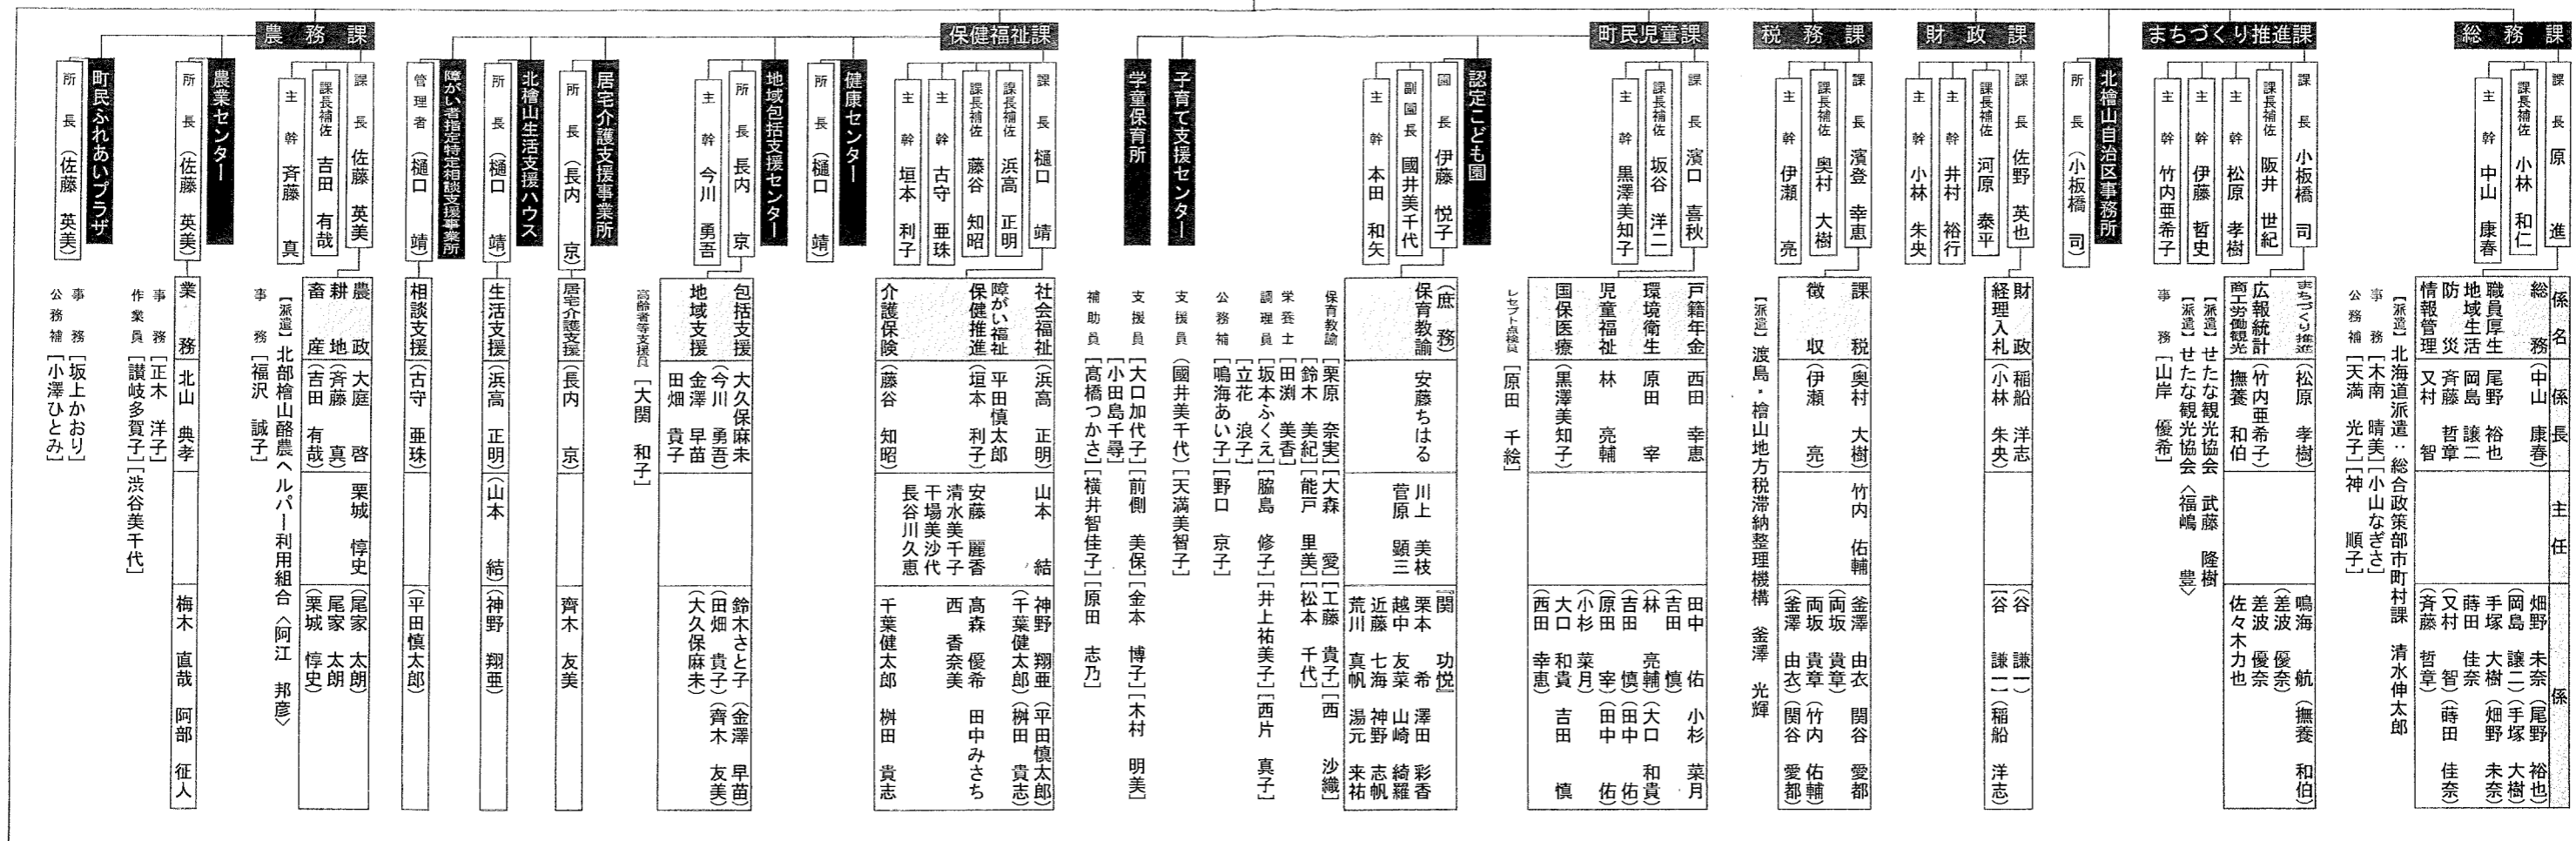 総務課
課長 原 進
課長補佐 小林 和仁
主幹 中山 康春
係名 係長 主任 係
総務 (中山 康春) 畑野 未奈 (尾野 裕也)
職員厚生 尾野 裕也 (岡島 譲二) (手塚 大樹)
地域生活 岡島 譲二 手塚 大樹 (畑野 未奈)
防災 斉藤 哲章 蒔田 佳奈
情報管理 又村 智 (又村 智) (蒔田 佳奈)
(斉藤 哲章)
[派遣] 北海道派遣：総合政策部市町村課 清水伸太郎
事務 [木南 晴美] [小山なぎさ]
公務補 [天満 光子] [神 順子]
まちづくり推進課
課長 小板橋 司
課長補佐 阪井 世紀
主幹 松原 孝樹
主幹 伊藤 哲史
主幹 竹内亜希子
まちづくり推進 (松原 孝樹) 鳴海 航 (撫養 和伯)
広報統計 (竹内亜希子) (差波 優奈)
商工労働観光 撫養 和伯 差波 優奈
佐々木力也
[派遣] せたな観光協会 武藤 隆樹
[派遣] せたな観光協会 〈福嶋 豊〉
事務 [山岸 優希]
北檜山自治区事務所
所長 (小板橋 司)
財政課
課長 佐野 英也
課長補佐 河原 泰平
主幹 井村 裕行
主幹 小林 朱央
財政 稲船 洋志 (谷 謙一)
経理入札 (小林 朱央) [谷 謙一] (稲船 洋志)
税務課
課長 濱登 幸恵
課長補佐 奥村 大樹
主幹 伊瀬 亮
課税 (奥村 大樹) 竹内 佑輔 釜澤 由衣 関谷 愛都
(両坂 貴章)
徴収 (伊瀬 亮) 両坂 貴章 (竹内 佑輔)
(釜澤 由衣) (関谷 愛都)
[派遣] 渡島・檜山地方税滞納整理機構 釜澤 光輝
町民児童課
課長 濱口 喜秋
課長補佐 坂谷 洋二
主幹 黒澤美知子
戸籍年金 西田 幸恵 田中 佑 小杉 菜月
(吉田 慎)
環境衛生 原田 宰 (林 亮輔) (大口 和貴)
(吉田 慎) (田中 佑)
児童福祉 林 亮輔 (原田 宰) (田中 佑)
(小杉 菜月)
国保医療 (黒澤美知子) 大口 和貴 吉田 慎
(西田 幸恵)
レセプト点検員 [原田 千絵]
認定こども園
園長 伊藤 悦子
副園長 國井美千代
主幹 本田 和矢
(庶務) [関 功悦]
保育教諭 安藤ちはる 川上 美枝 栗本 希 澤田 彩香
菅原 顕三 越中 友菜 山崎 綺羅
近藤 七海 神野 志帆
荒川 真帆 湯元 来祐
保育教諭 [栗原 奈実] [大森 愛] [工藤 貴子] [西 沙織]
[鈴木 美紀] [能戸 里美] [松本 千代]
栄養士 [田渕 美香]
調理員 [坂本ふくえ] [脇島 修子] [井上祐美子] [西片 真子]
[立花 浪子]
公務補 [鳴海あい子] [野口 京子]
子育て支援センター
支援員 (國井美千代) [天満美智子]
学童保育所
支援員 [大口加代子] [前側 美保] [金本 博子] [木村 明美]
[小田島千尋]
補助員 [髙橋つかさ] [横井智佳子] [原田 志乃]
保健福祉課
課長 樋口 靖
課長補佐 浜高 正明
課長補佐 藤谷 知昭
主幹 古守 亜珠
主幹 垣本 利子
社会福祉 (浜高 正明) 山本 結 神野 翔亜 (平田慎太郎)
(千葉健太郎) (桝田 貴志)
障がい福祉 平田慎太郎
保健推進 (垣本 利子) 安藤 麗香 髙森 優希 田中みさち
清水美千子 西 香奈美
干場美沙代
長谷川久恵
介護保険 (藤谷 知昭) 千葉健太郎 桝田 貴志
健康センター
所長 (樋口 靖)
地域包括支援センター
所長 長内 京
主幹 今川 勇吾
包括支援 大久保麻未 鈴木さと子 (金澤 早苗)
(今川 勇吾) (田畑 貴子) (齊木 友美)
地域支援 金澤 早苗 (大久保麻未)
田畑 貴子
高齢者等支援員 [大関 和子]
居宅介護支援事業所
所長 (長内 京)
居宅介護支援 (長内 京) 齊木 友美
北檜山生活支援ハウス
所長 (樋口 靖)
生活支援 (浜高 正明) (山本 結) (神野 翔亜)
障がい者指定特定相談支援事業所
管理者 (樋口 靖)
相談支援 (古守 亜珠) (平田慎太郎)
農務課
課長 佐藤 英美
課長補佐 吉田 有哉
主幹 斉藤 真
農政 大庭 啓 栗城 惇史 (尾家 太朗)
耕地 (斉藤 真) 尾家 太朗
畜産 (吉田 有哉) (栗城 惇史)
[派遣] 北部檜山酪農ヘルパー利用組合 〈阿江 邦彦〉
事務 [福沢 誠子]
農業センター
所長 (佐藤 英美)
業務 北山 典孝 梅木 直哉 阿部 征人
事務 [正木 洋子]
作業員 [讃岐多賀子] [渋谷美千代]
町民ふれあいプラザ
所長 (佐藤 英美)
事務 [坂上かおり]
公務補 [小澤ひとみ]